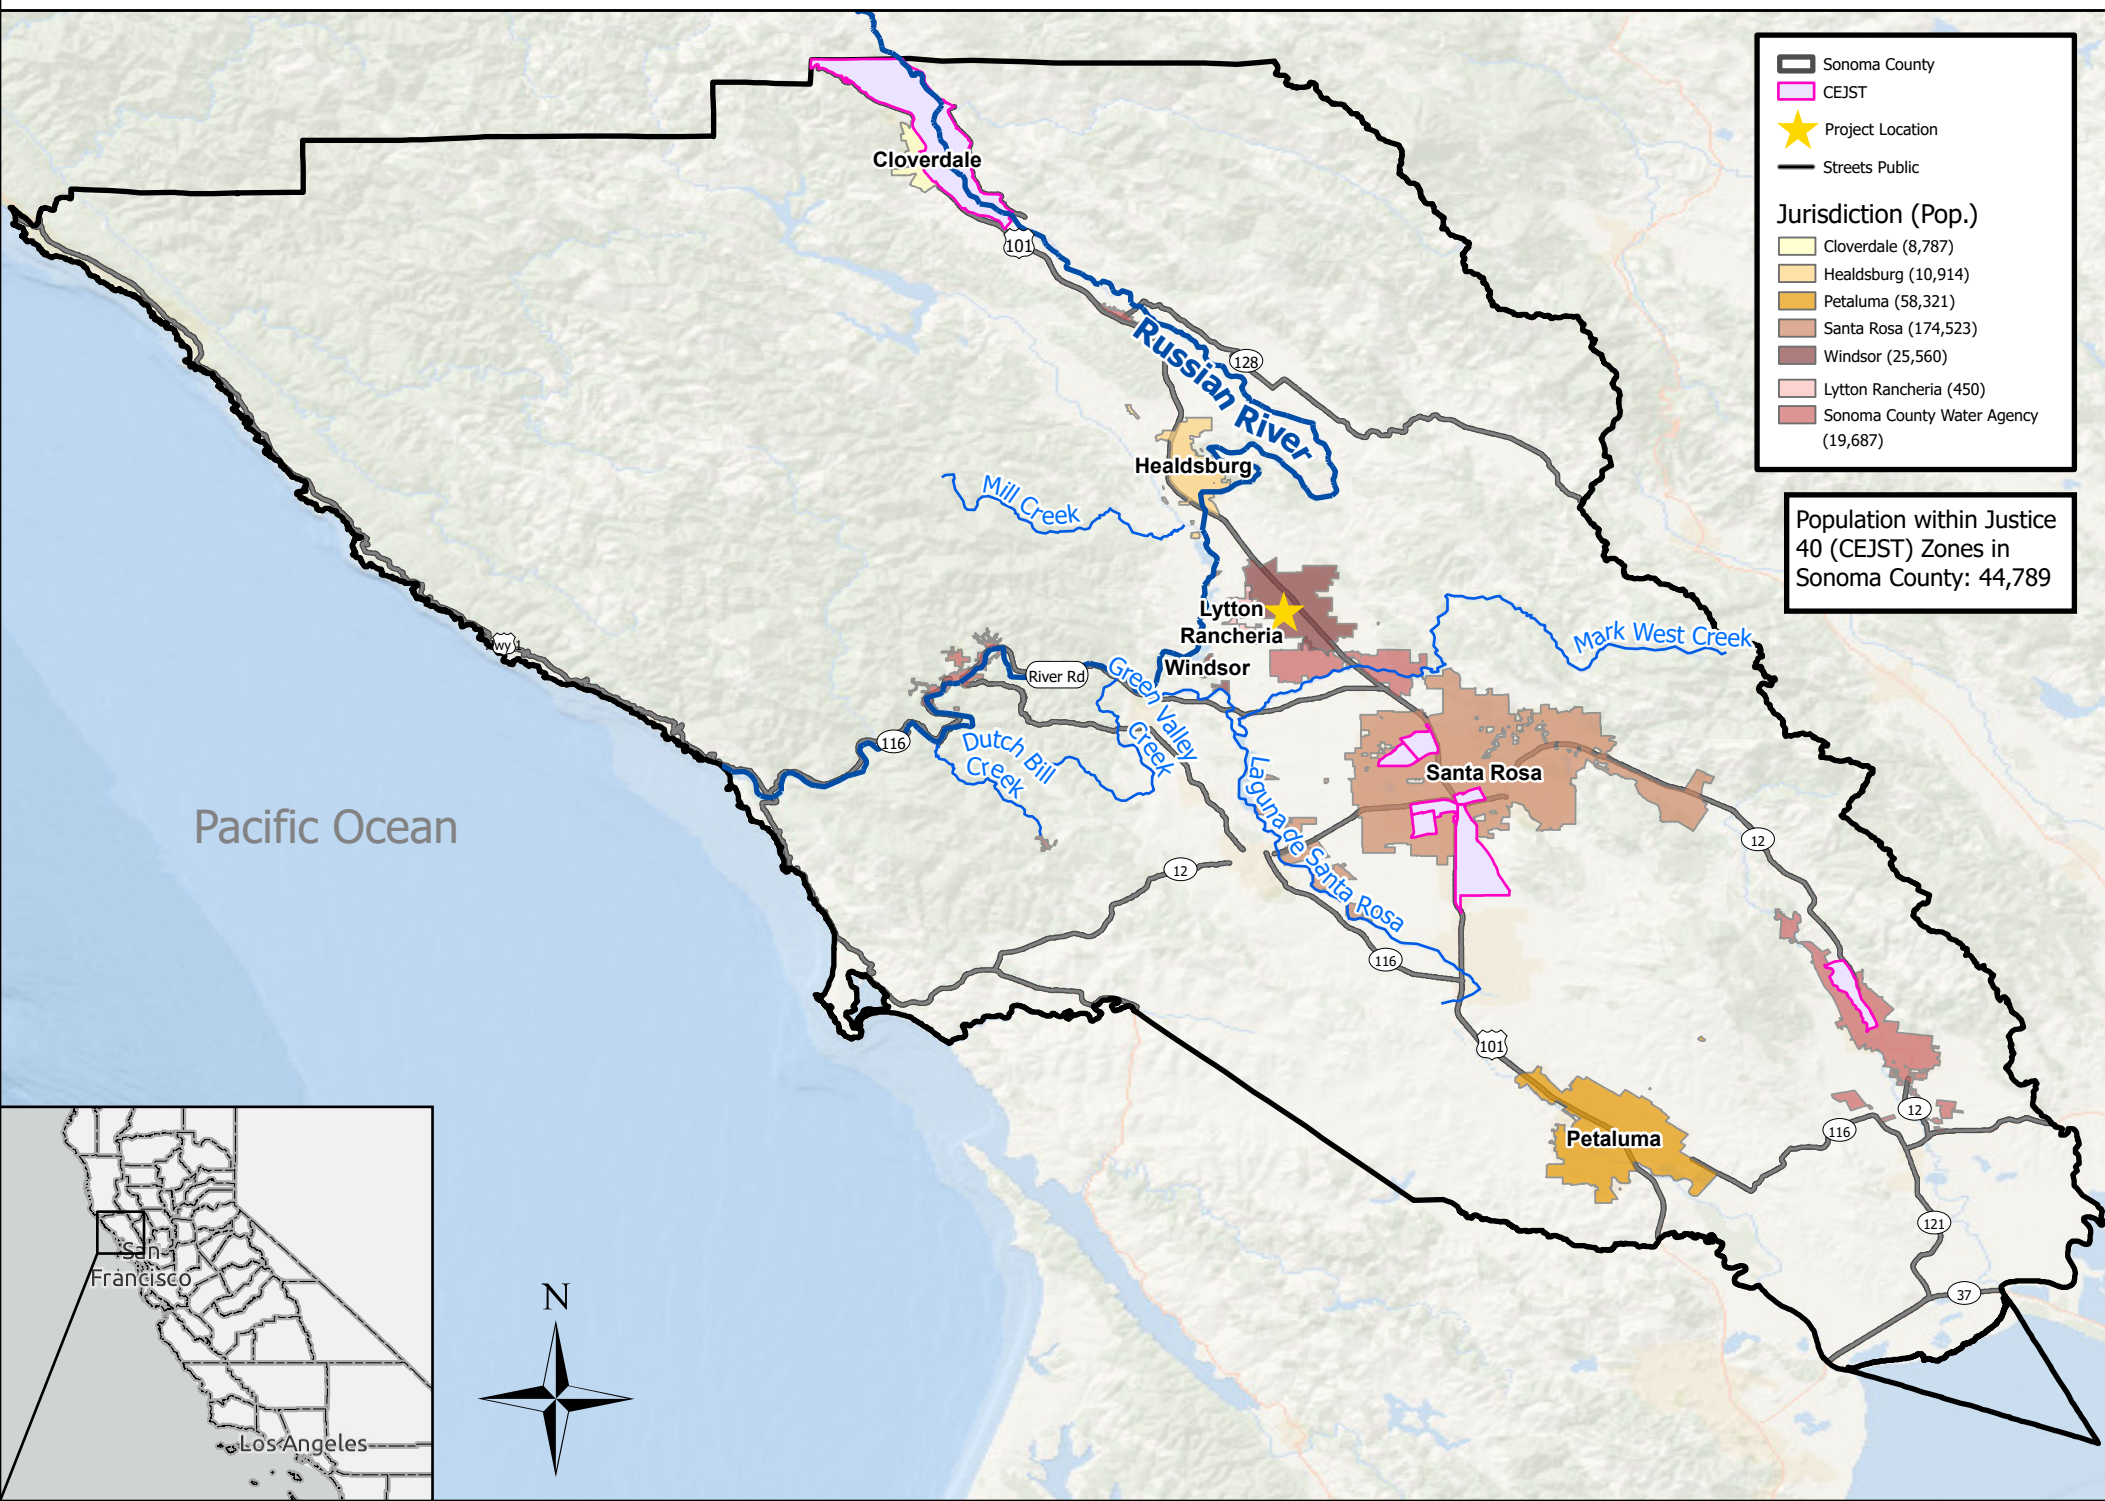 Sonoma County
CEJST
Project Location
Streets Public
Jurisdiction (Pop.)
Cloverdale (8,787)
Healdsburg (10,914)
Petaluma (58,321)
Santa Rosa (174,523)
Windsor (25,560)
Lytton Rancheria (450)
Sonoma County Water Agency
(19,687)
Population within Justice
40 (CEJST) Zones in
Sonoma County: 44,789
Cloverdale
101
Russian River
128
Healdsburg
Mill Creek
Lytton
Rancheria
Windsor
Mark West Creek
wy 1
River Rd
Green Valley
Creek
116
Dutch Bill
Creek
Santa Rosa
Lagunade Santa Rosa
Pacific Ocean
12
12
116
101
Petaluma
12
116
121
37
San
Francisco
Los Angeles
N